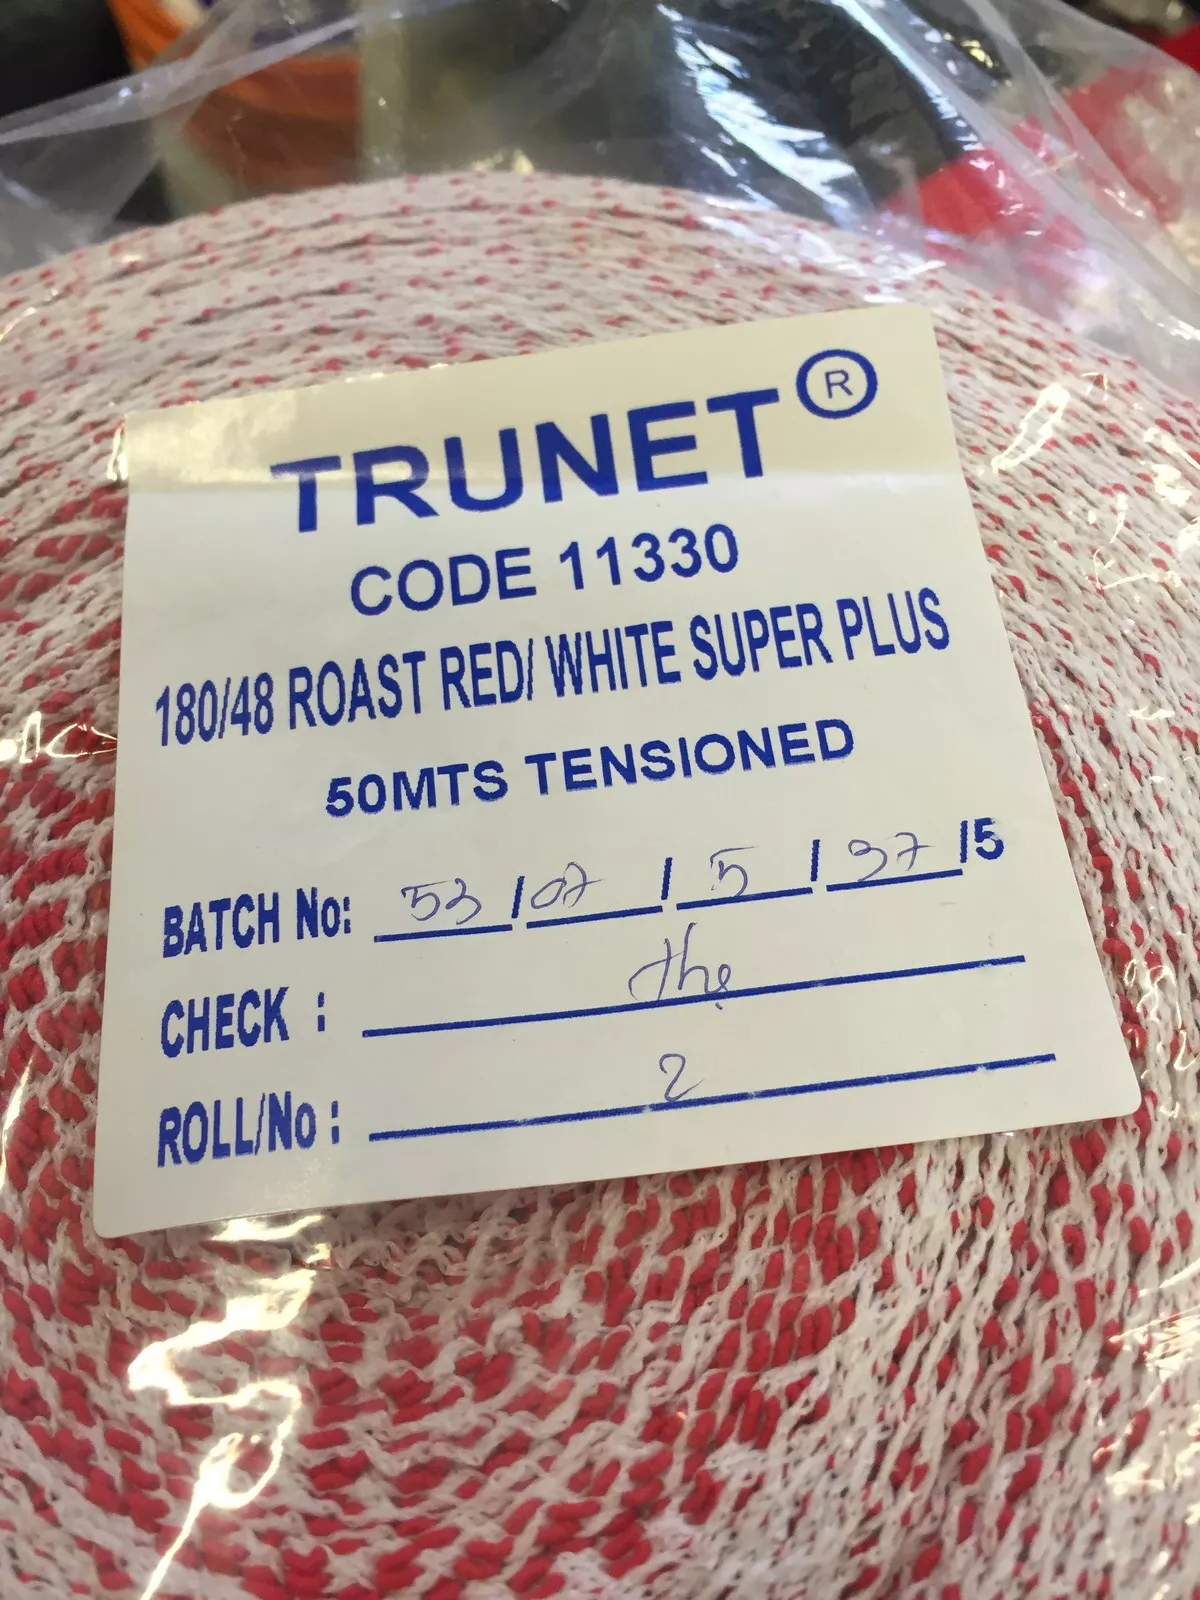 TRUNET ®
CODE 11330
180/48 ROAST RED/ WHITE SUPER PLUS
50MTS TENSIONED
BATCH No: 53 / 07 / 5 / 37 /5
CHECK :
ROLL/No : 2